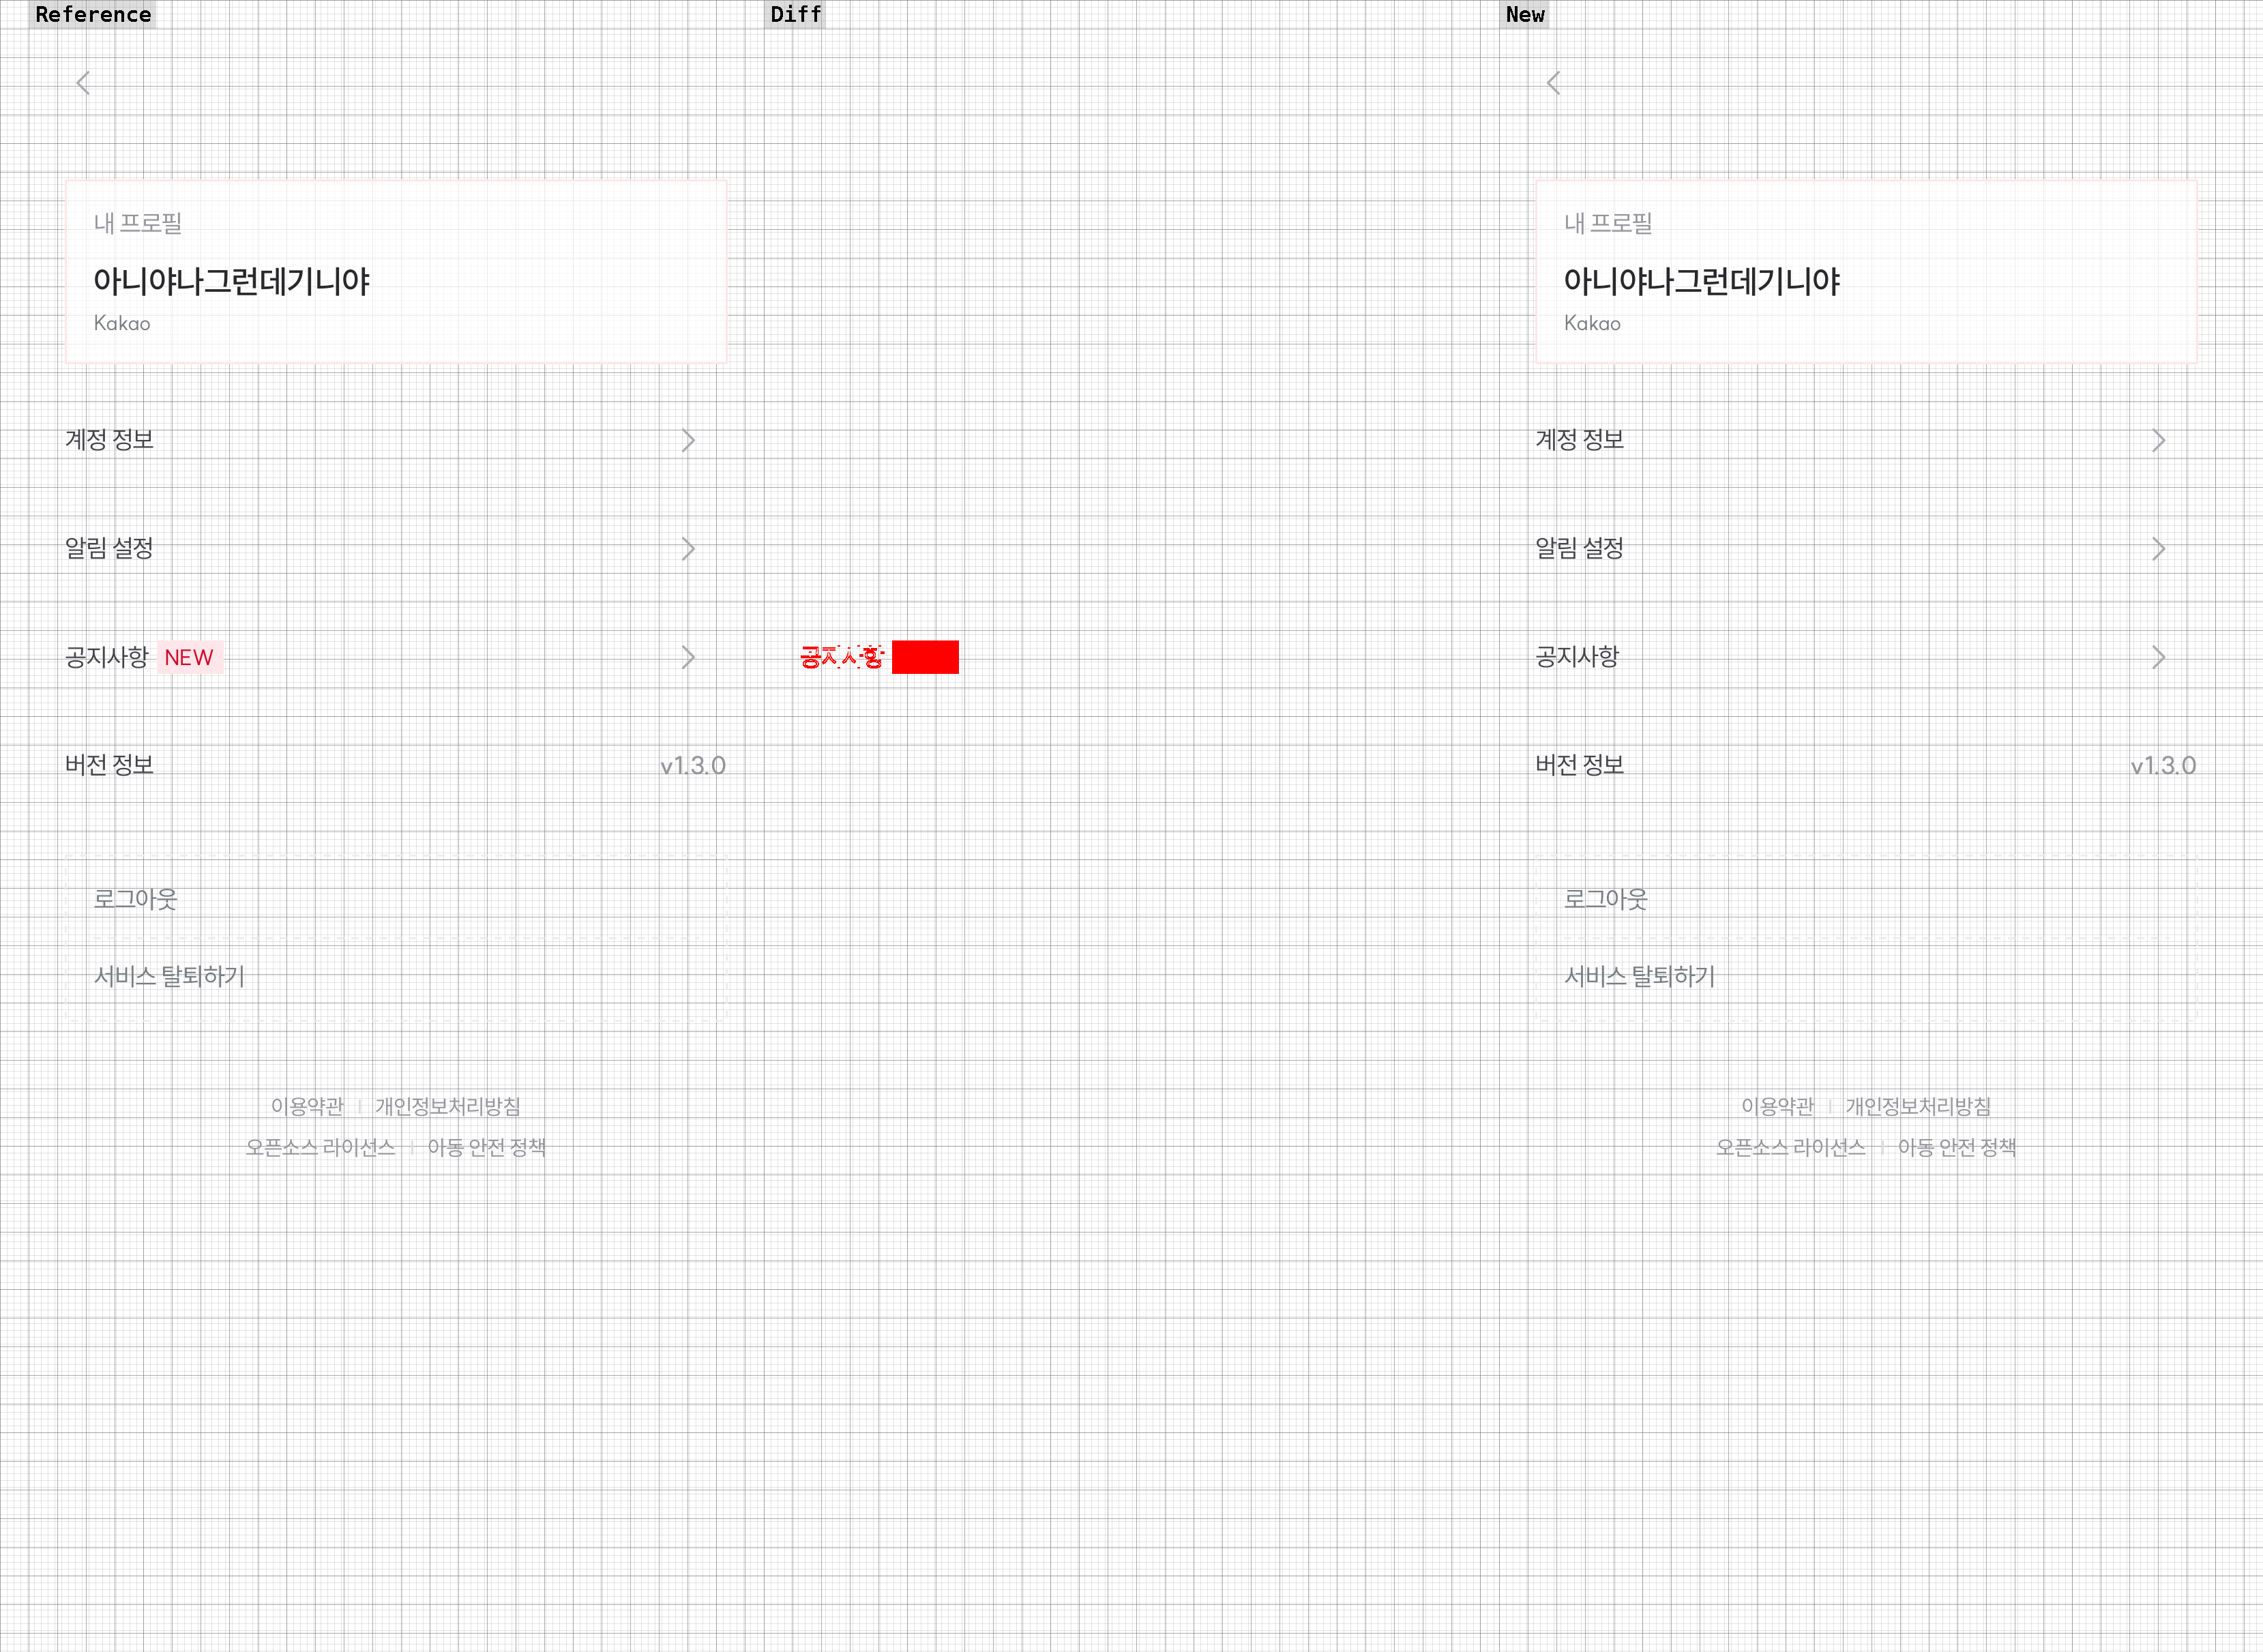 Reference
Diff
New
내 프로필
아니야나그런데기니야
Kakao
계정 정보
알림 설정
공지사항 NEW
버전 정보 v1.3.0
로그아웃
서비스 탈퇴하기
이용약관 | 개인정보처리방침
오픈소스 라이선스 | 아동 안전 정책
공지사항
내 프로필
아니야나그런데기니야
Kakao
계정 정보
알림 설정
공지사항
버전 정보 v1.3.0
로그아웃
서비스 탈퇴하기
이용약관 | 개인정보처리방침
오픈소스 라이선스 | 아동 안전 정책